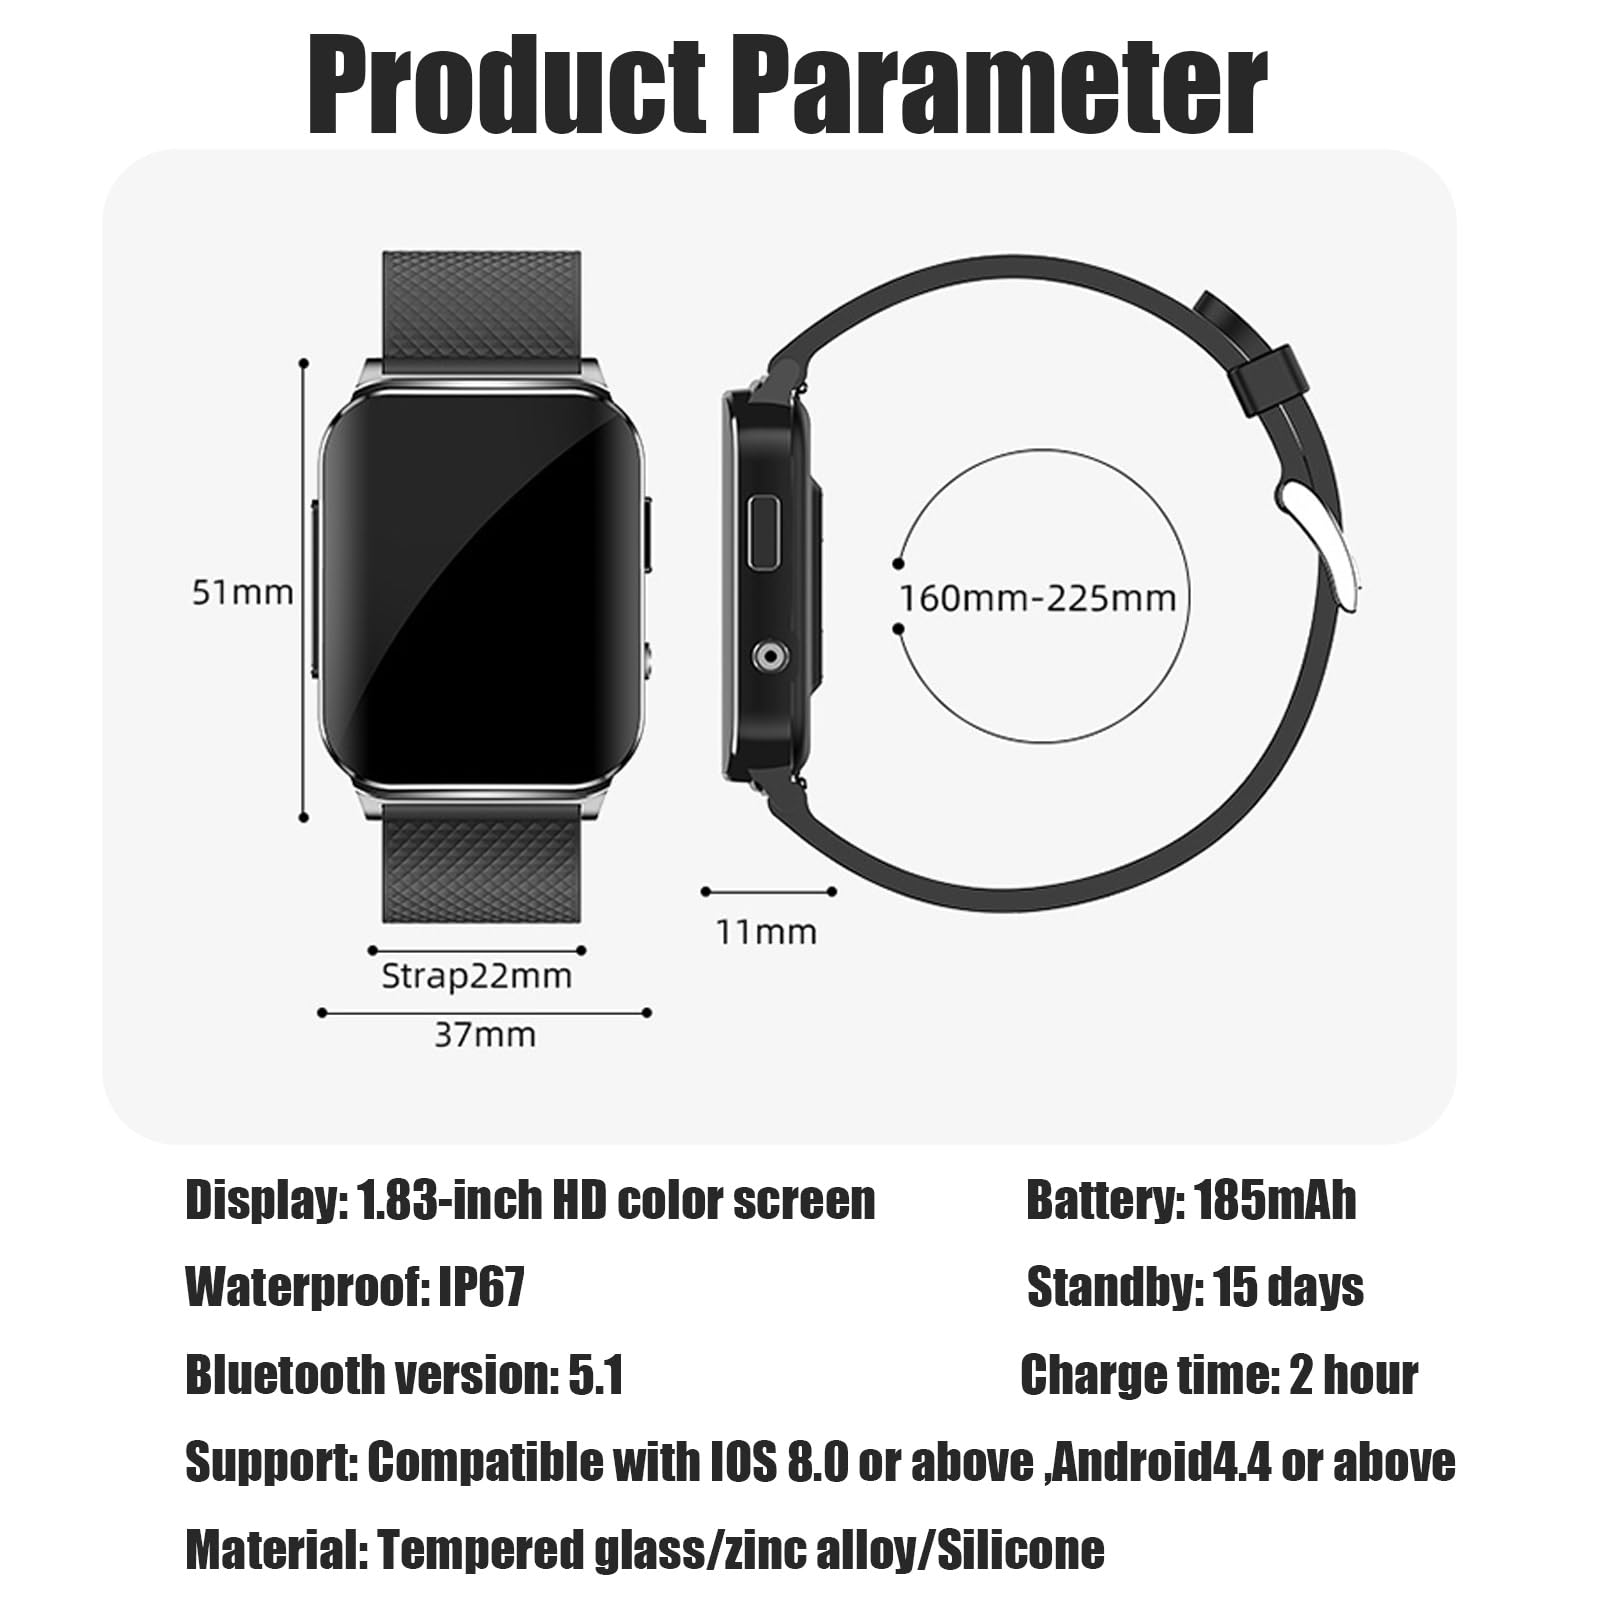 Product Parameter
51mm
160mm-225mm
11mm
Strap22mm
37mm
Display: 1.83-inch HD color screen
Battery: 185mAh
Waterproof: IP67
Standby: 15 days
Bluetooth version: 5.1
Charge time: 2 hour
Support: Compatible with IOS 8.0 or above ,Android4.4 or above
Material: Tempered glass/zinc alloy/Silicone